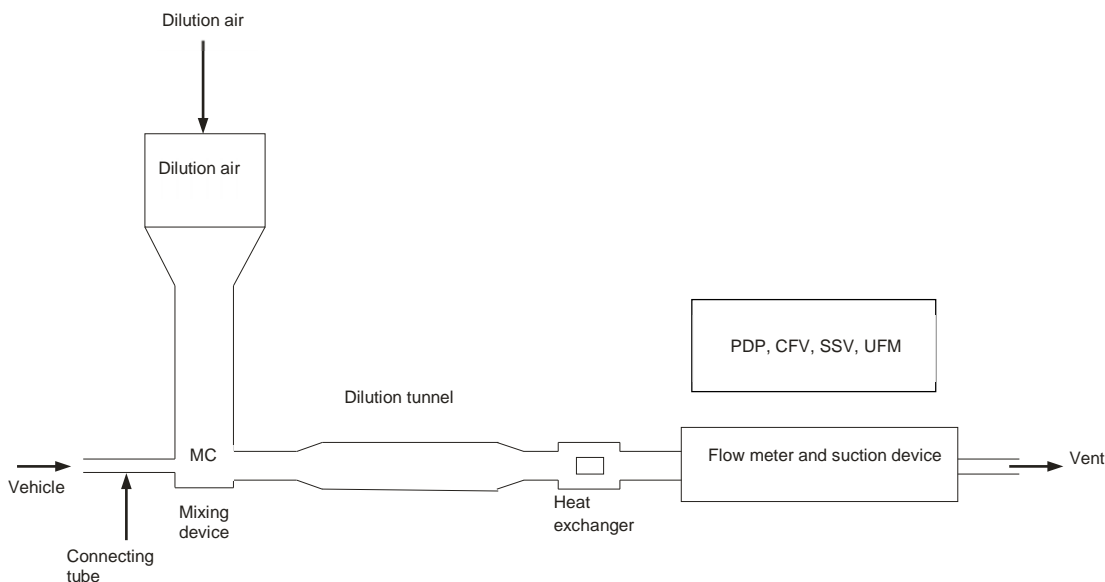 Dilution air
Dilution air
PDP, CFV, SSV, UFM
Dilution tunnel
MC
Flow meter and suction device
Vent
Vehicle
Mixing
device
Heat
exchanger
Connecting
tube